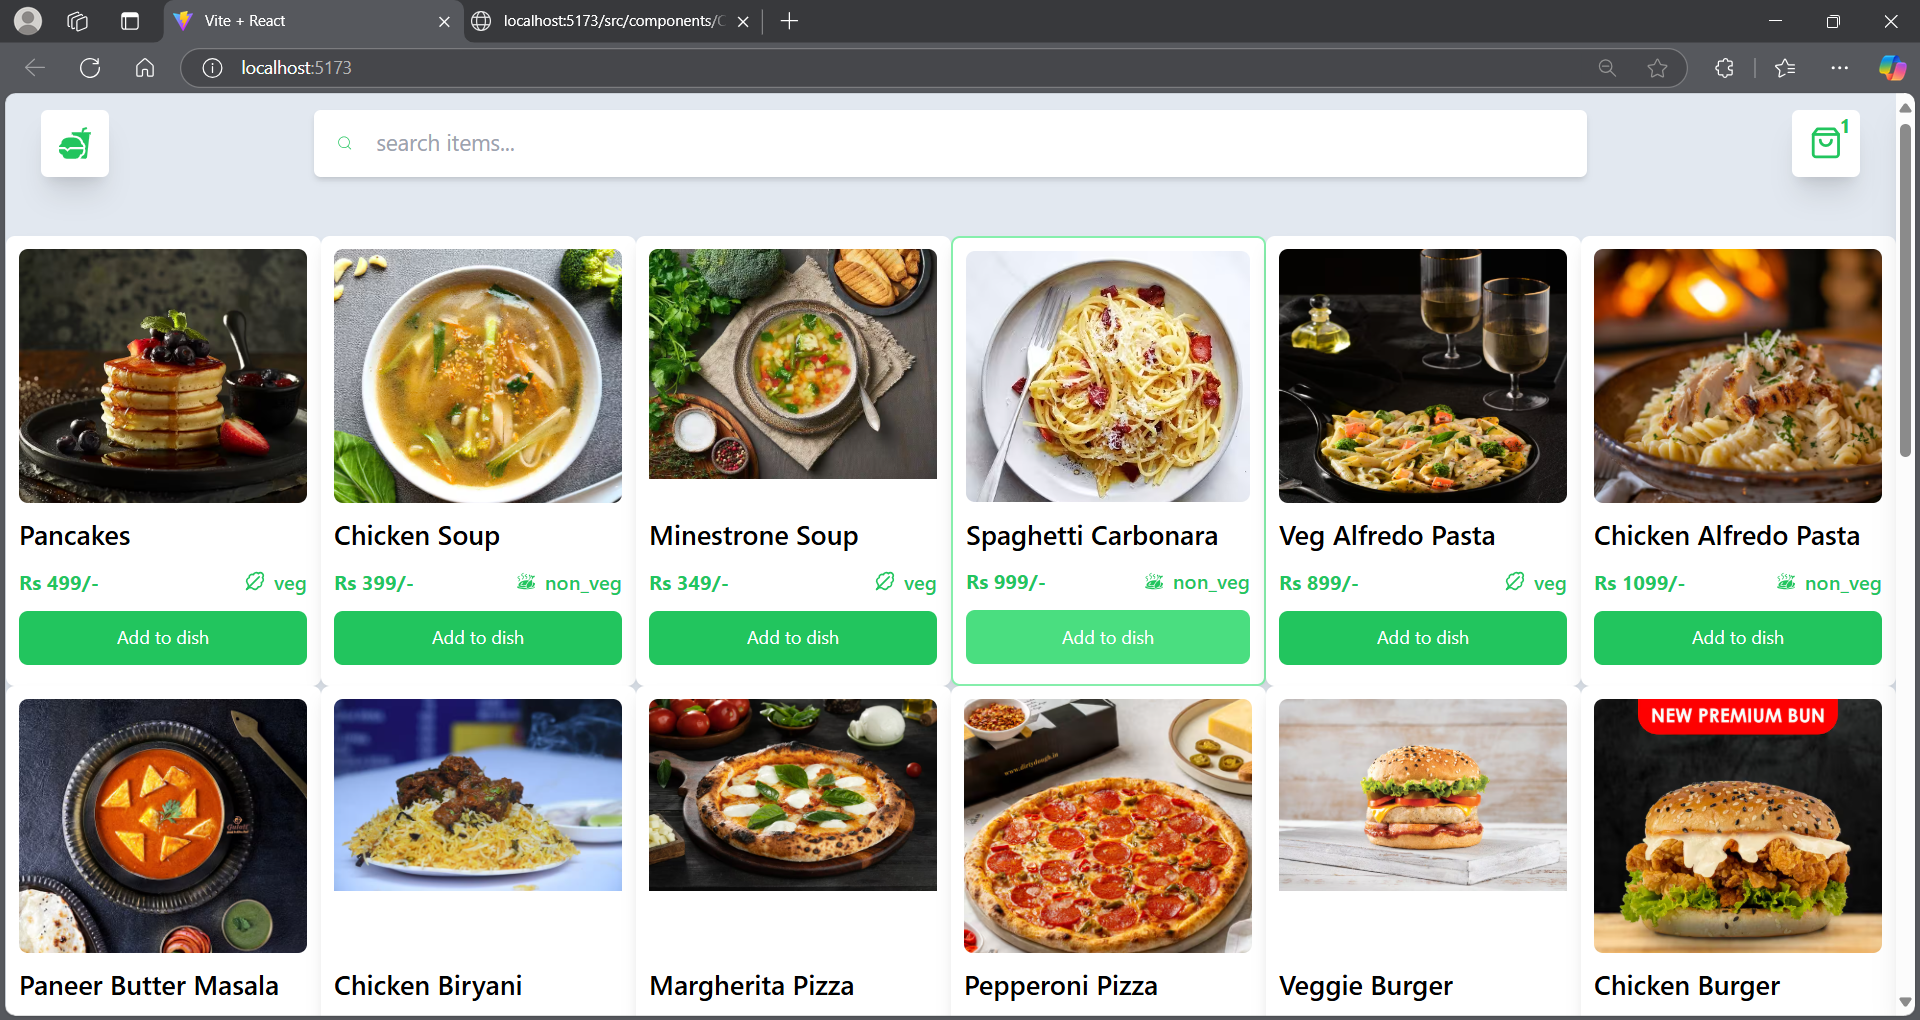 Vite + React
localhost:5173/src/components/C
localhost:5173
search items...
1
Pancakes
Chicken Soup
Minestrone Soup
Spaghetti Carbonara
Veg Alfredo Pasta
Chicken Alfredo Pasta
Rs 499/- veg
Rs 399/- non_veg
Rs 349/- veg
Rs 999/- non_veg
Rs 899/- veg
Rs 1099/- non_veg
Add to dish
Add to dish
Add to dish
Add to dish
Add to dish
Add to dish
www.dirtydough.in
NEW PREMIUM BUN
Paneer Butter Masala
Chicken Biryani
Margherita Pizza
Pepperoni Pizza
Veggie Burger
Chicken Burger